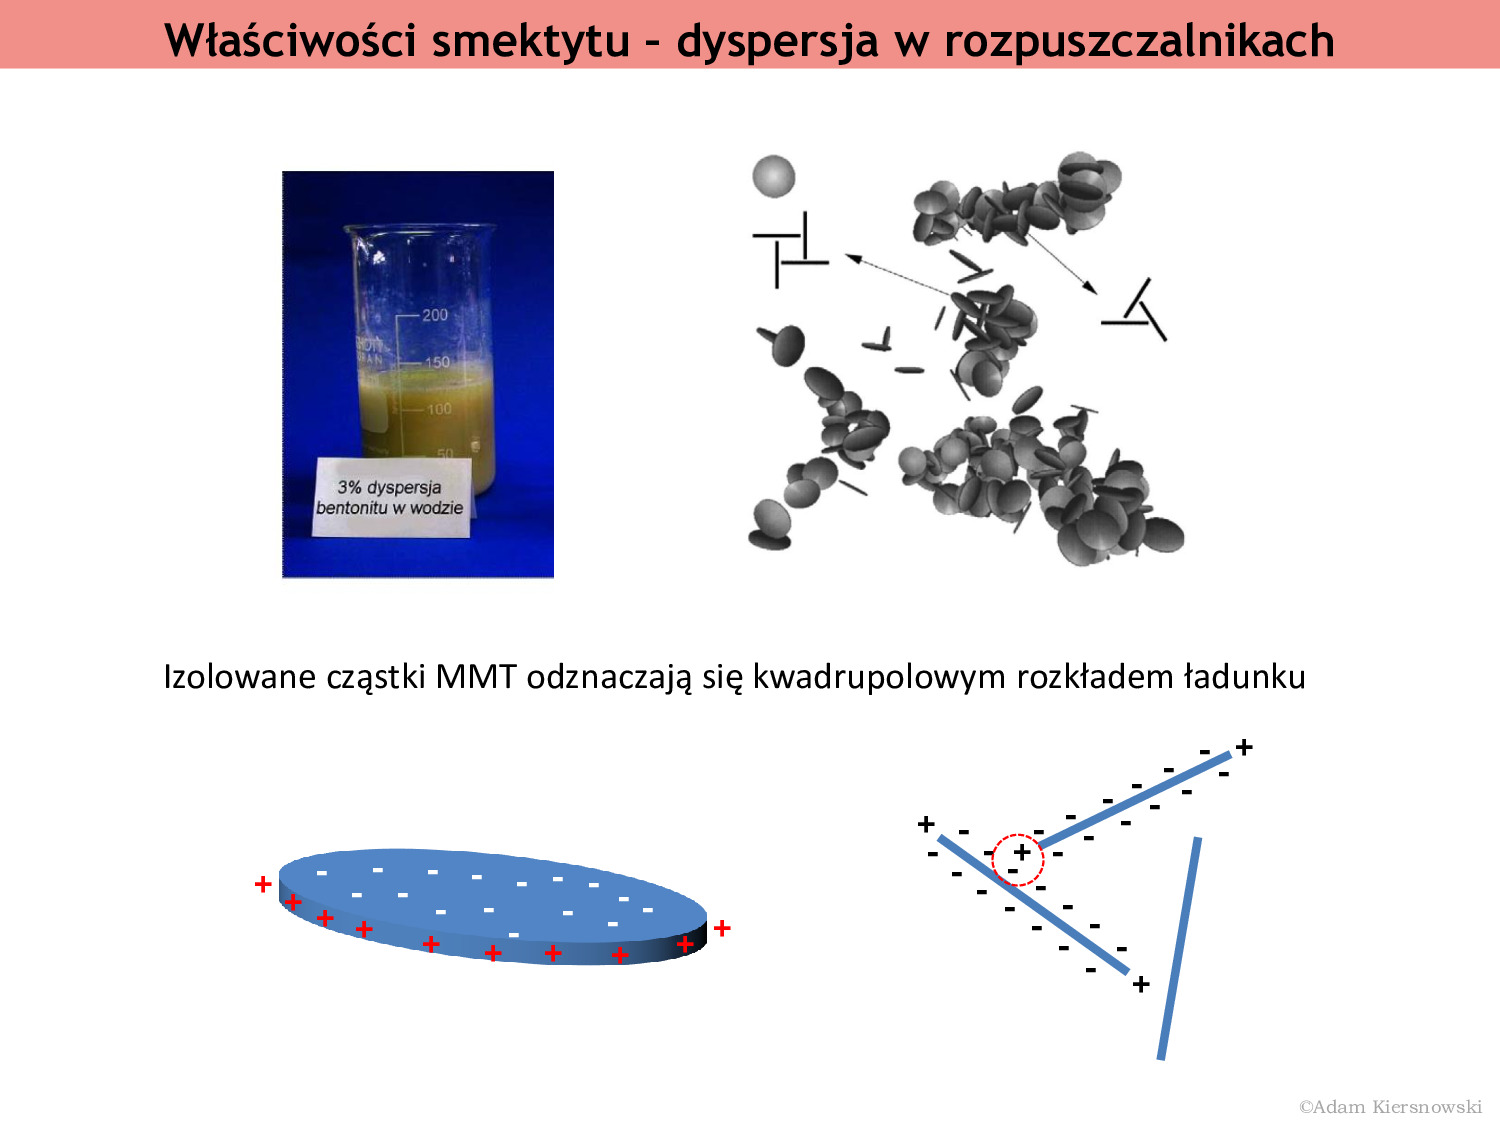 Właściwości smektytu – dyspersja w rozpuszczalnikach
200
150
100
50
3% dyspersja
bentonitu w wodzie
Izolowane cząstki MMT odznaczają się kwadrupolowym rozkładem ładunku
©Adam Kiersnowski